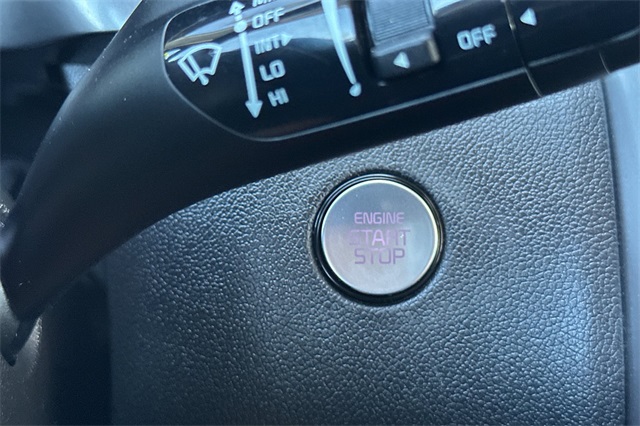 OFF
INT
LO
HI
OFF
ENGINE
START
STOP